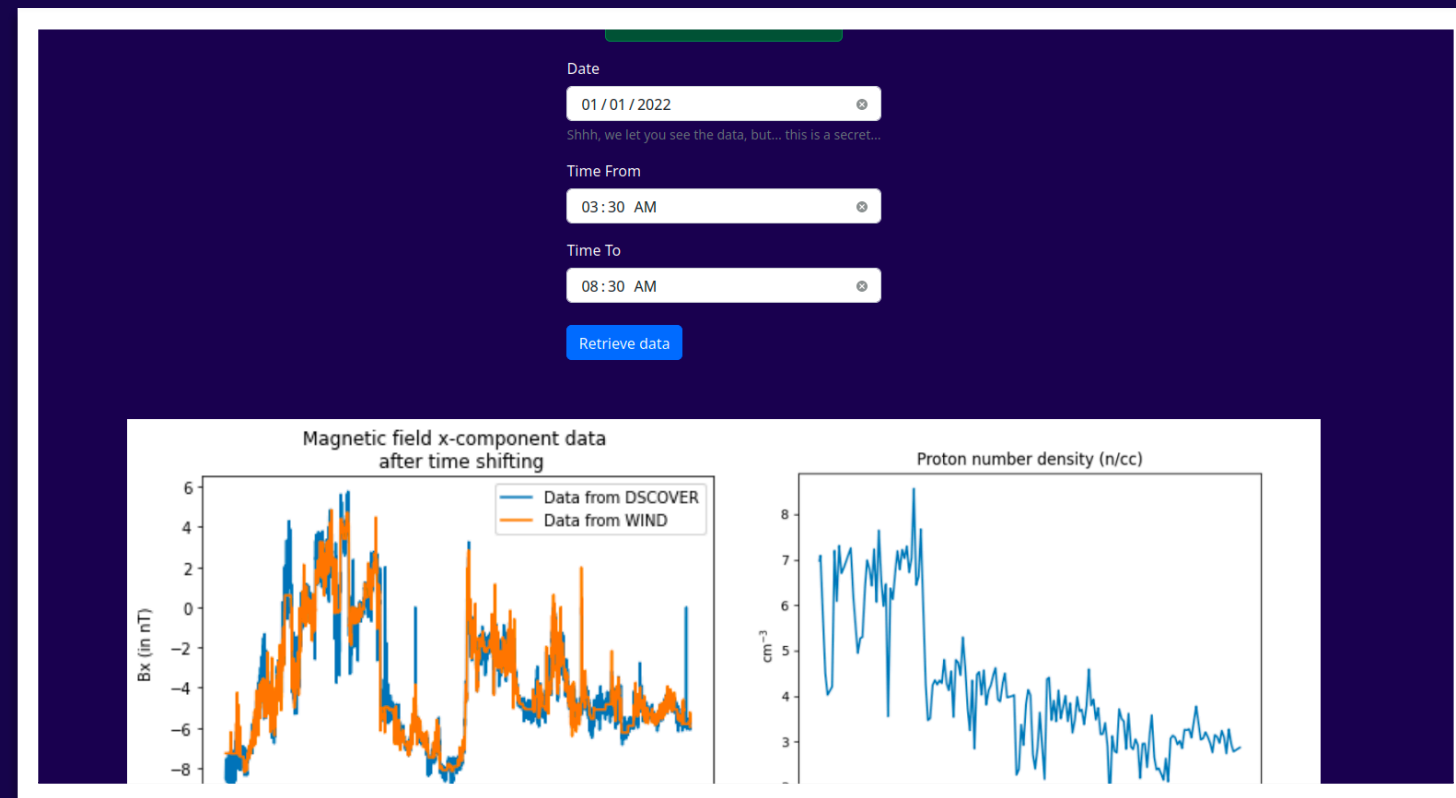 Date
01/01/2022
Shhh, we let you see the data, but... this is a secret...
Time From
03:30 AM
Time To
08:30 AM
Retrieve data
Magnetic field x-component data
after time shifting
Data from DSCOVER
Data from WIND
6
4
2
0
−2
−4
−6
−8
Bx (in nT)
Proton number density (n/cc)
8
7
6
5
4
3
cm⁻³